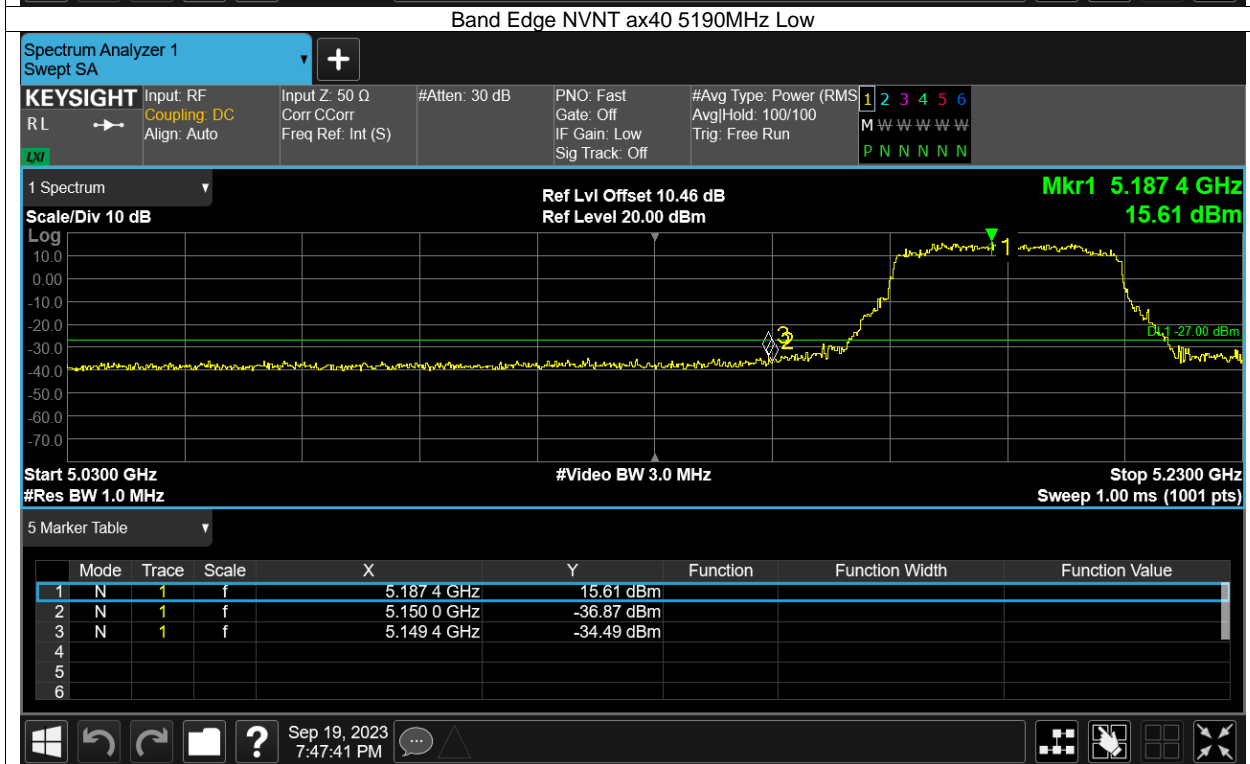 Band Edge NVNT ax40 5190MHz Low
Spectrum Analyzer 1
Swept SA
+
KEYSIGHT Input: RF Input Z: 50 Ω #Atten: 30 dB PNO: Fast #Avg Type: Power (RMS 1 2 3 4 5 6
RL Coupling: DC Corr CCorr Gate: Off Avg|Hold: 100/100 M W W W W W
Align: Auto Freq Ref: Int (S) IF Gain: Low Trig: Free Run
LXI Sig Track: Off P N N N N N
1 Spectrum Ref Lvl Offset 10.46 dB Mkr1 5.187 4 GHz
Scale/Div 10 dB Ref Level 20.00 dBm 15.61 dBm
Log
10.0
1
0.00
-10.0
-20.0
3
2
DL1 -27.00 dBm
-30.0
-40.0
-50.0
-60.0
-70.0
Start 5.0300 GHz #Video BW 3.0 MHz Stop 5.2300 GHz
#Res BW 1.0 MHz Sweep 1.00 ms (1001 pts)
5 Marker Table
Mode Trace Scale X Y Function Function Width Function Value
1 N 1 f 5.187 4 GHz 15.61 dBm
2 N 1 f 5.150 0 GHz -36.87 dBm
3 N 1 f 5.149 4 GHz -34.49 dBm
4
5
6
? Sep 19, 2023
7:47:41 PM